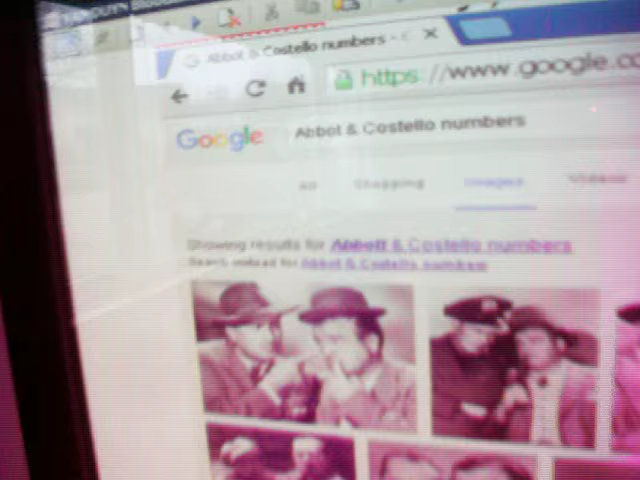 Abbot & Costello numbers -
https://www.google.co
Google
Abbot & Costello numbers
All Shopping Images Videos
Showing results for Abbott & Costello numbers
Search instead for Abbot & Costello numbers